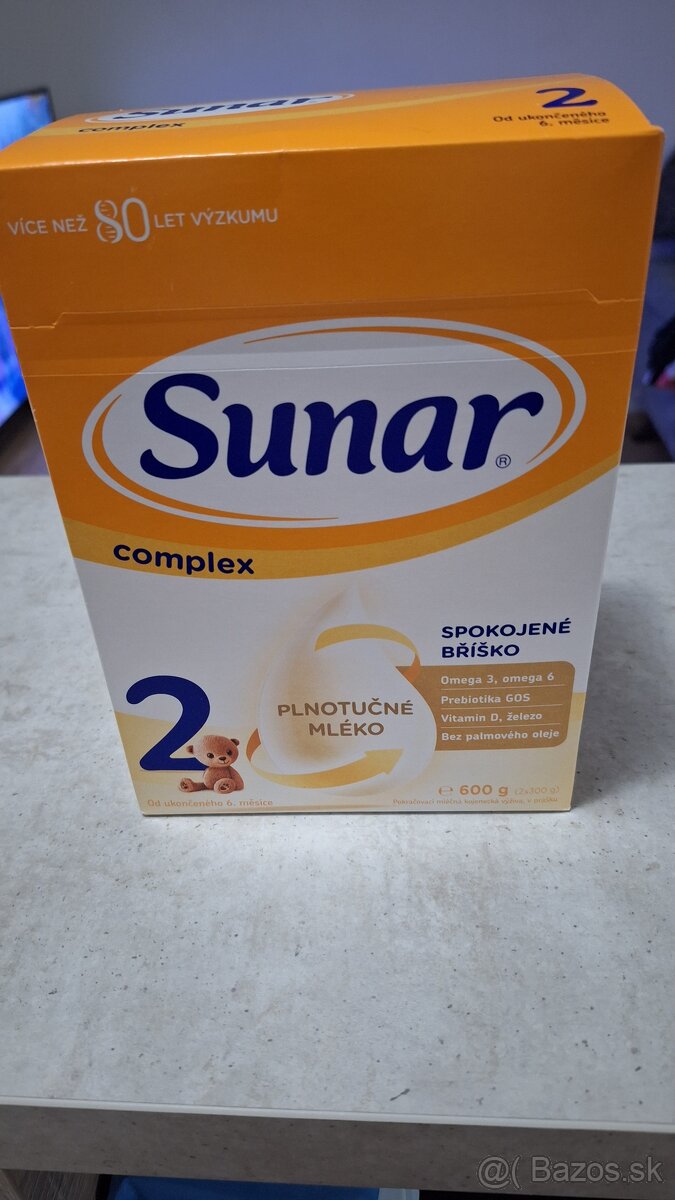 Sunar
complex
2
Od ukončeného
6. měsíce
VÍCE NEŽ 80 LET VÝZKUMU
Sunar®
complex
SPOKOJENÉ
BŘÍŠKO
Omega 3, omega 6
Prebiotika GOS
Vitamin D, železo
Bez palmového oleje
PLNOTUČNÉ
MLÉKO
2
Od ukončeného 6. měsíce
℮ 600 g (2x300 g)
Pokračovací mléčná kojenecká výživa, v prášku
@( Bazos.sk